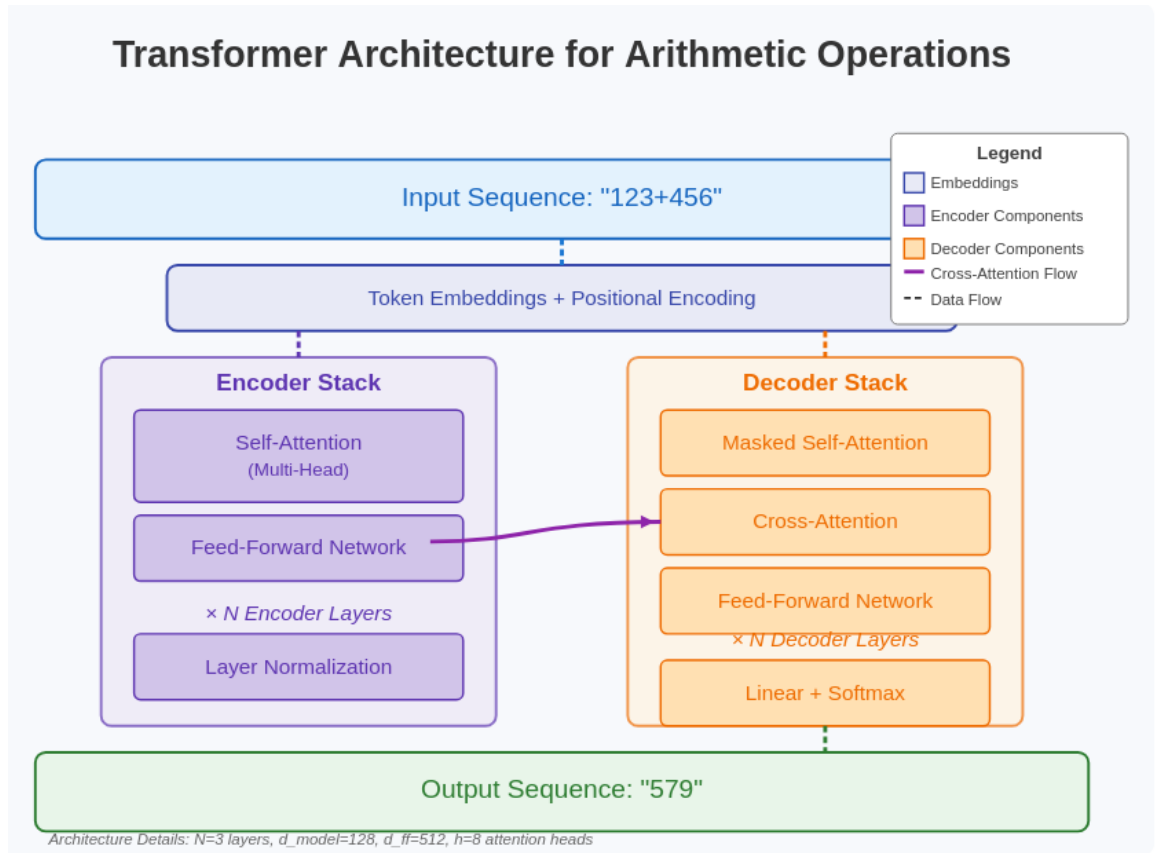 Transformer Architecture for Arithmetic Operations
Legend
Embeddings
Encoder Components
Decoder Components
Cross-Attention Flow
Data Flow
Input Sequence: "123+456"
Token Embeddings + Positional Encoding
Encoder Stack
Self-Attention
(Multi-Head)
Feed-Forward Network
× N Encoder Layers
Layer Normalization
Decoder Stack
Masked Self-Attention
Cross-Attention
Feed-Forward Network
× N Decoder Layers
Linear + Softmax
Output Sequence: "579"
Architecture Details: N=3 layers, d_model=128, d_ff=512, h=8 attention heads